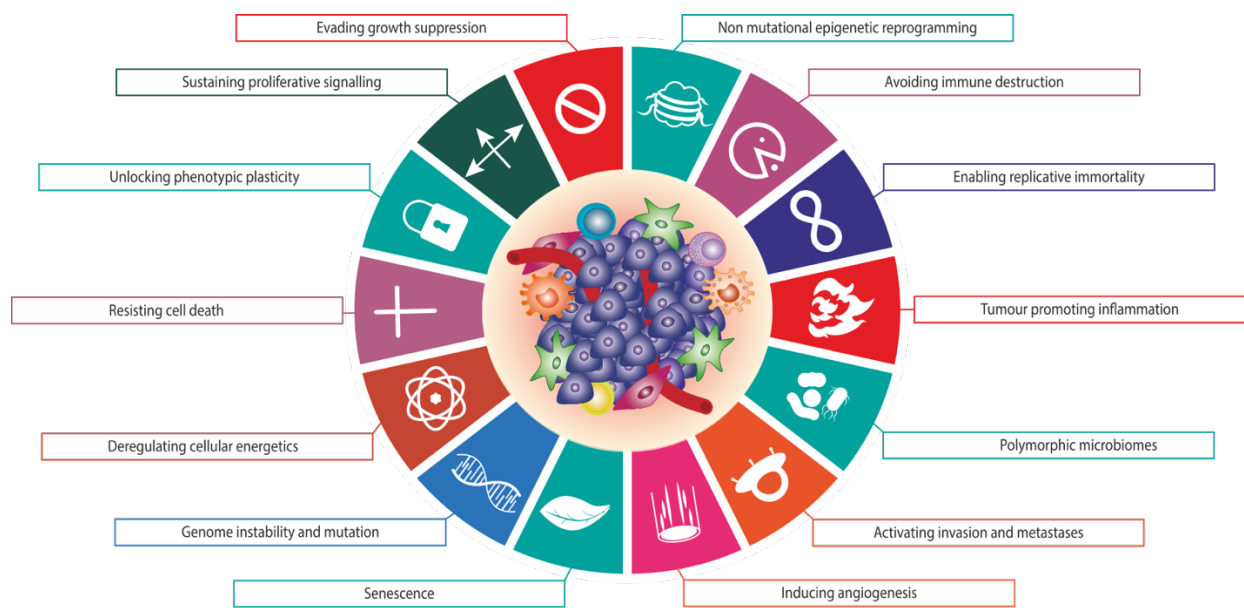 Evading growth suppression
Non mutational epigenetic reprogramming
Sustaining proliferative signalling
Avoiding immune destruction
Unlocking phenotypic plasticity
Enabling replicative immortality
Resisting cell death
Tumour promoting inflammation
Deregulating cellular energetics
Polymorphic microbiomes
Genome instability and mutation
Activating invasion and metastases
Senescence
Inducing angiogenesis